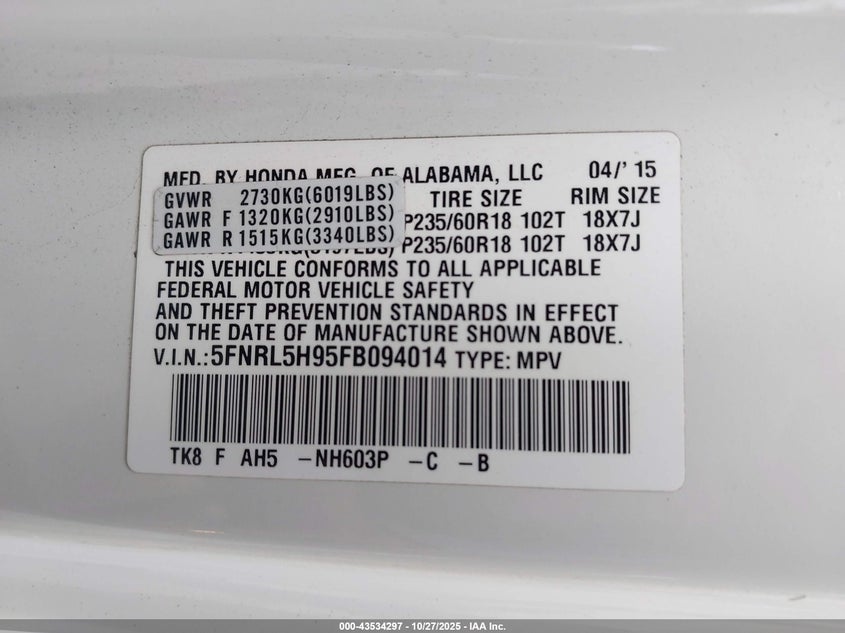 MFD. BY HONDA MFG. OF ALABAMA, LLC 04/' 15
GVWR 2730KG(6019LBS) TIRE SIZE RIM SIZE
GAWR F 1320KG(2910LBS) P235/60R18 102T 18X7J
GAWR R 1515KG(3340LBS) P235/60R18 102T 18X7J
THIS VEHICLE CONFORMS TO ALL APPLICABLE
FEDERAL MOTOR VEHICLE SAFETY
AND THEFT PREVENTION STANDARDS IN EFFECT
ON THE DATE OF MANUFACTURE SHOWN ABOVE.
V.I.N.:5FNRL5H95FB094014 TYPE: MPV
TK8 F AH5 -NH603P -C -B
000-43534297 - 10/27/2025 - IAA Inc.